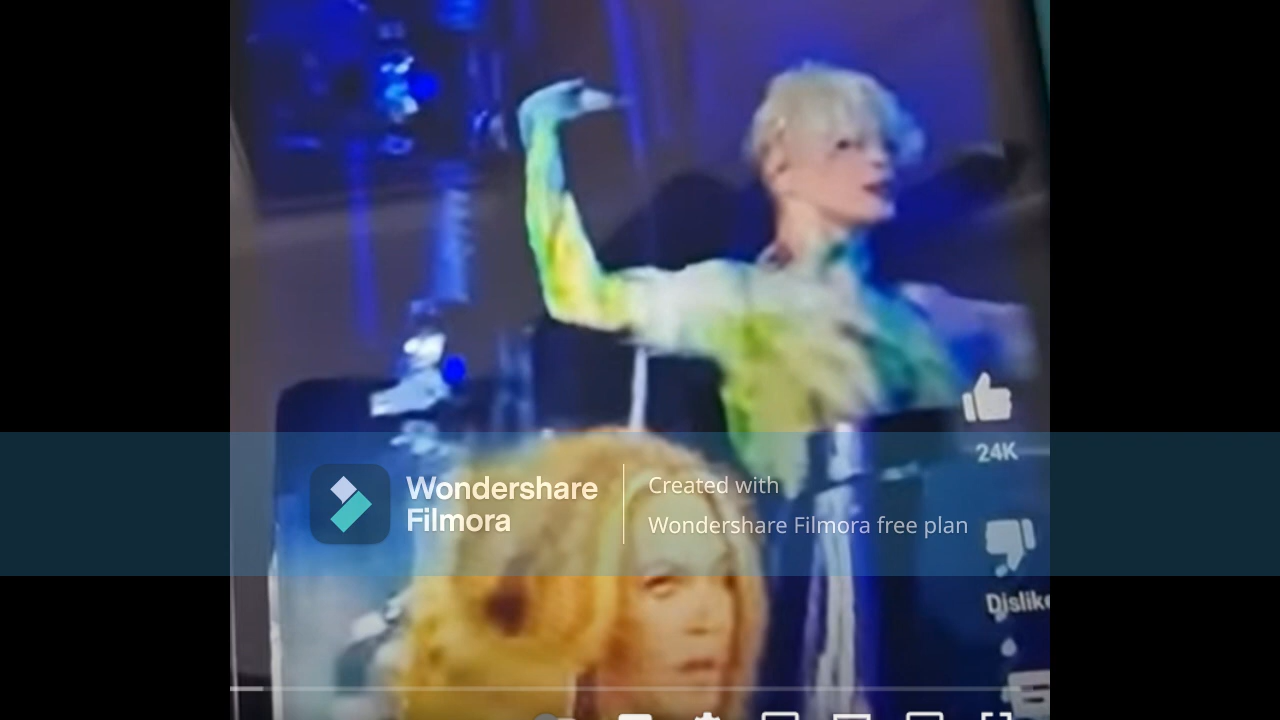 24K
Wondershare
Filmora
Created with
Wondershare Filmora free plan
Dislike